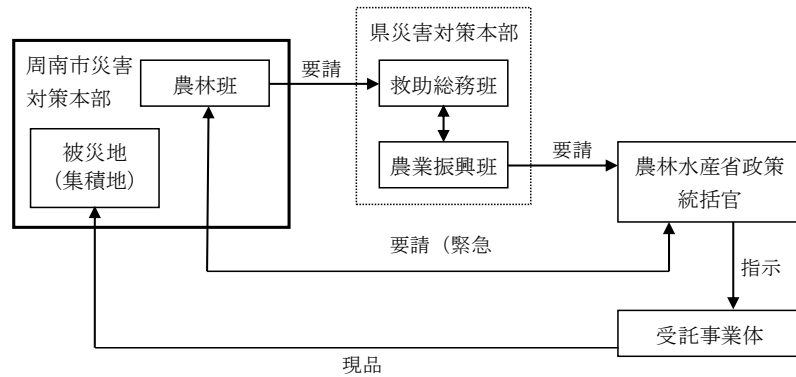 県災害対策本部
周南市災害
対策本部
農林班
要請
救助総務班
被災地
（集積地）
農業振興班
要請
農林水産省政策
統括官
要請（緊急
指示
受託事業体
現品